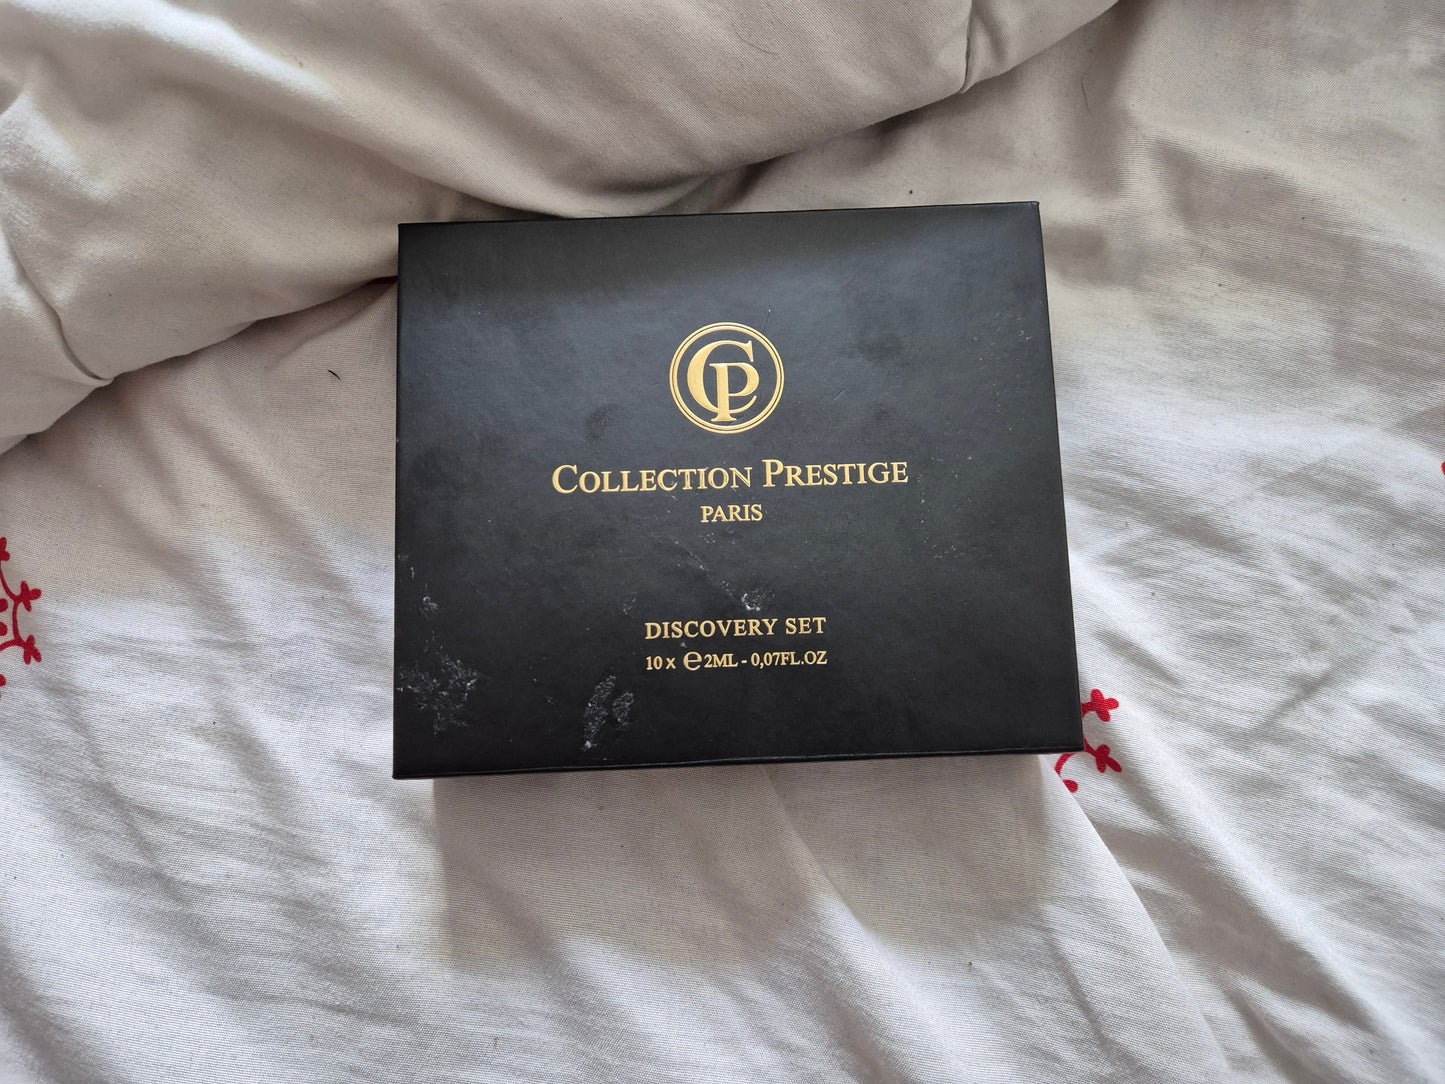 CP
COLLECTION PRESTIGE
PARIS
DISCOVERY SET
10 x ℮2ML - 0,07FL.OZ